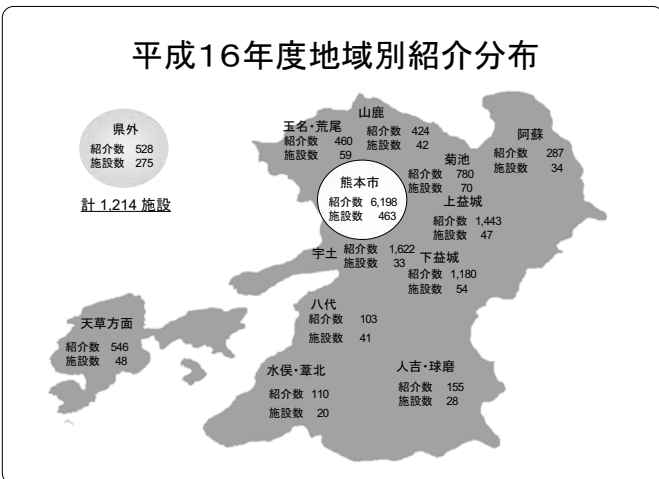 平成16年度地域別紹介分布
県外
紹介数 528
施設数 275
計 1,214 施設
玉名・荒尾
紹介数 460
施設数 59
山鹿
紹介数 424
施設数 42
阿蘇
紹介数 287
施設数 34
菊池
紹介数 780
施設数 70
熊本市
紹介数 6,198
施設数 463
上益城
紹介数 1,443
施設数 47
宇土
紹介数 1,622
施設数 33
下益城
紹介数 1,180
施設数 54
八代
紹介数 103
施設数 41
天草方面
紹介数 546
施設数 48
水俣・葦北
紹介数 110
施設数 20
人吉・球磨
紹介数 155
施設数 28